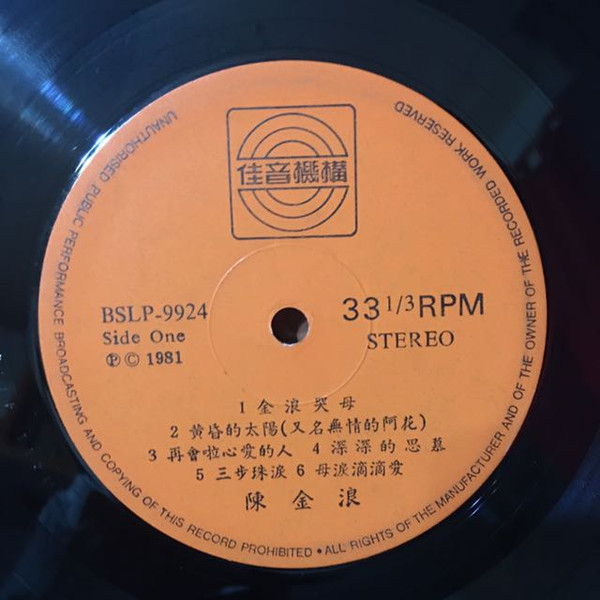 佳音機構
BSLP-9924
Side One
Ⓟ © 1981
33 1/3 RPM
STEREO
1 金浪哭母
2 黄昏的太陽(又名無情的阿花)
3 再會啦心愛的人 4 深深的思慕
5 三步珠淚 6 母淚滴滴愛
陳金浪
UNAUTHORISED PUBLIC PERFORMANCE BROADCASTING AND COPYING OF THIS RECORD PROHIBITED • ALL RIGHTS OF THE MANUFACTURER AND OF THE OWNER OF THE RECORDED WORK RESERVED